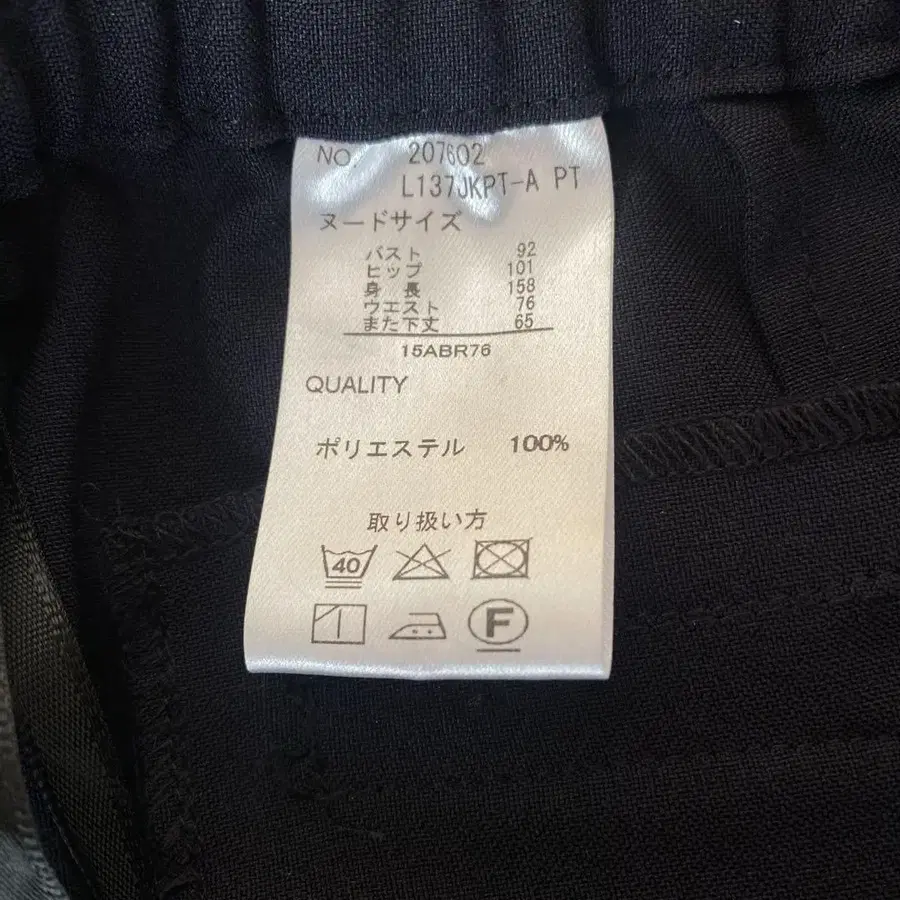 NO. 207602
L137JKPT-A PT
ヌードサイズ
バスト 92
ヒップ 101
身長 158
ウエスト 76
また下丈 65
15ABR76
QUALITY
ポリエステル 100%
取り扱い方
40
F